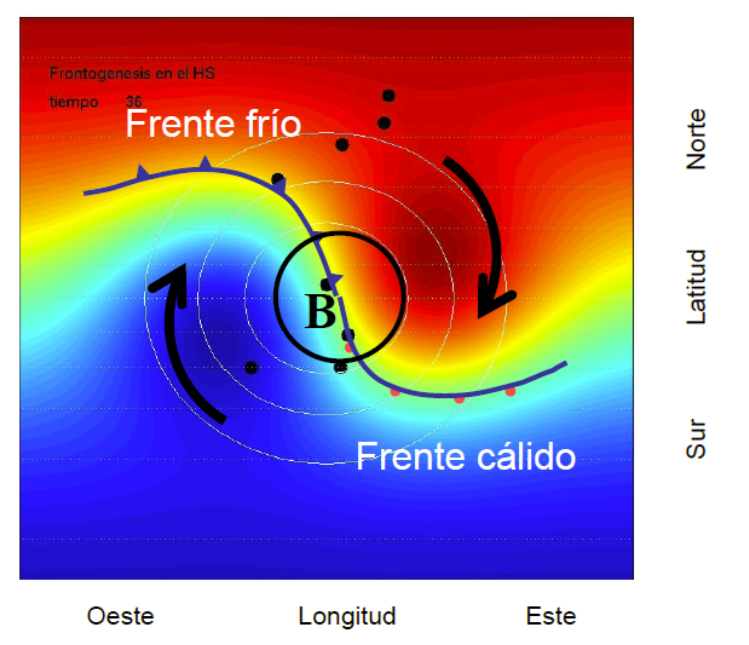 Frontogenesis en el HS
tiempo 36
Frente frío
Norte
Latitud
B
Sur
Frente cálido
Oeste Longitud Este